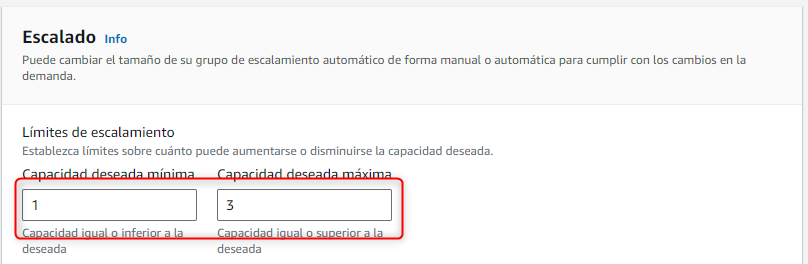 Escalado Info
Puede cambiar el tamaño de su grupo de escalamiento automático de forma manual o automática para cumplir con los cambios en la
demanda.
Límites de escalamiento
Establezca límites sobre cuánto puede aumentarse o disminuirse la capacidad deseada.
Capacidad deseada mínima Capacidad deseada máxima
1 3
Capacidad igual o inferior a la Capacidad igual o superior a la
deseada deseada